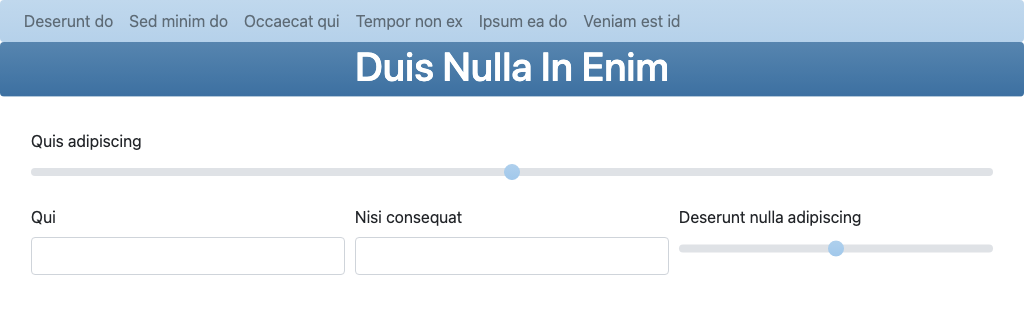 Deserunt do Sed minim do Occaecat qui Tempor non ex Ipsum ea do Veniam est id
Duis Nulla In Enim
Quis adipiscing
Qui Nisi consequat Deserunt nulla adipiscing